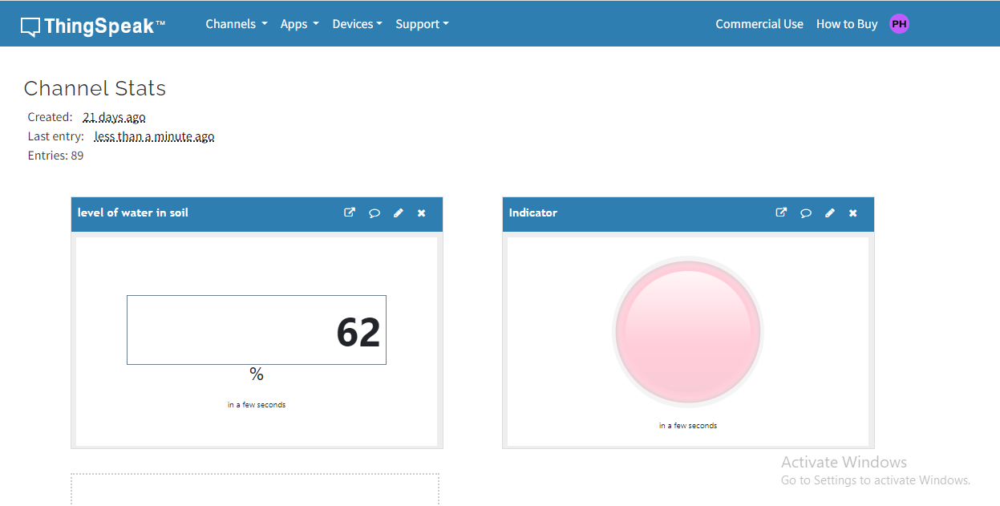 ThingSpeak™ Channels Apps Devices Support Commercial Use How to Buy PH
Channel Stats
Created: 21 days ago
Last entry: less than a minute ago
Entries: 89
level of water in soil
62
%
in a few seconds
Indicator
in a few seconds
Activate Windows
Go to Settings to activate Windows.